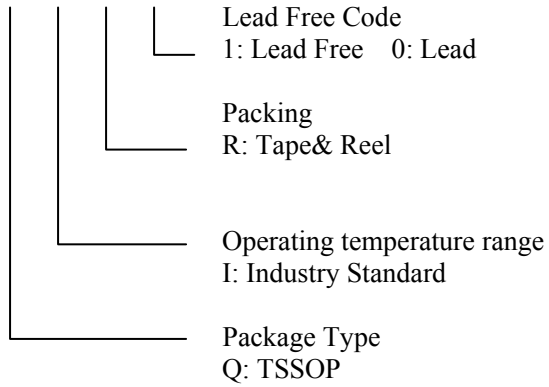 Lead Free Code
1: Lead Free 0: Lead
Packing
R: Tape& Reel
Operating temperature range
I: Industry Standard
Package Type
Q: TSSOP